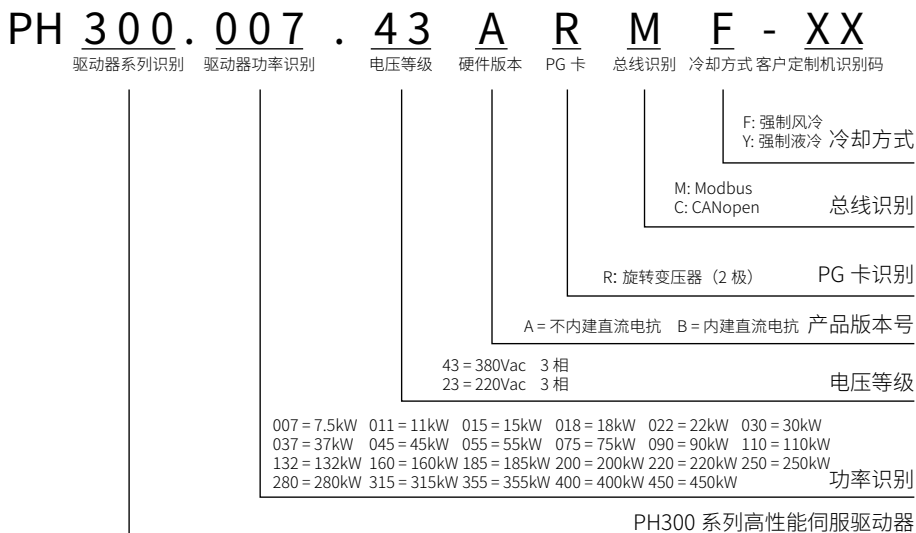 PH 300.007.43 A R M F - XX
驱动器系列识别 驱动器功率识别 电压等级 硬件版本 PG 卡 总线识别 冷却方式 客户定制机识别码
F: 强制风冷
Y: 强制液冷 冷却方式
M: Modbus
C: CANopen 总线识别
R: 旋转变压器（2 极） PG 卡识别
A = 不内建直流电抗 B = 内建直流电抗 产品版本号
43 = 380Vac 3 相
23 = 220Vac 3 相 电压等级
007 = 7.5kW 011 = 11kW 015 = 15kW 018 = 18kW 022 = 22kW 030 = 30kW
037 = 37kW 045 = 45kW 055 = 55kW 075 = 75kW 090 = 90kW 110 = 110kW
132 = 132kW 160 = 160kW 185 = 185kW 200 = 200kW 220 = 220kW 250 = 250kW
280 = 280kW 315 = 315kW 355 = 355kW 400 = 400kW 450 = 450kW 功率识别
PH300 系列高性能伺服驱动器